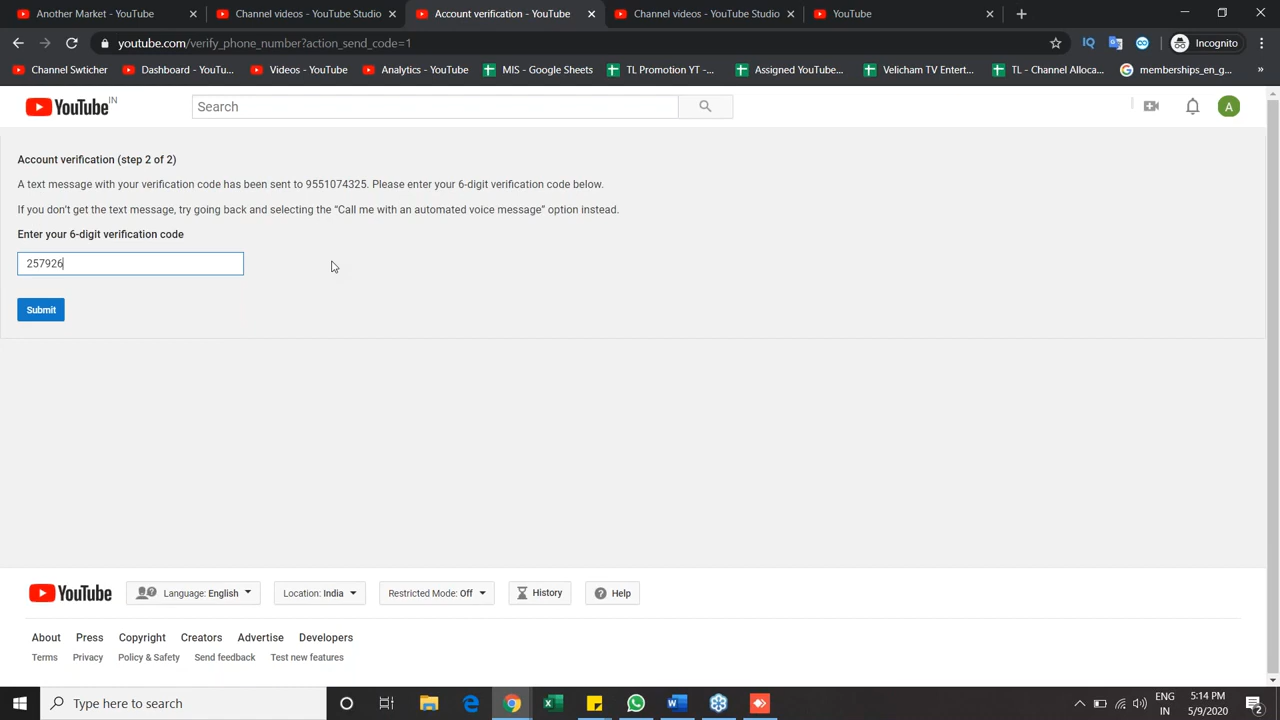 Another Market - YouTube
Channel videos - YouTube Studio
Account verification - YouTube
Channel videos - YouTube Studio
YouTube
youtube.com/verify_phone_number?action_send_code=1
Incognito
Channel Swticher
Dashboard - YouTu...
Videos - YouTube
Analytics - YouTube
MIS - Google Sheets
TL Promotion YT -...
Assigned YouTube...
Velicham TV Entert...
TL - Channel Alloca...
memberships_en_g...
YouTube IN
Search
A
Account verification (step 2 of 2)
A text message with your verification code has been sent to 9551074325. Please enter your 6-digit verification code below.
If you don't get the text message, try going back and selecting the “Call me with an automated voice message” option instead.
Enter your 6-digit verification code
257926
Submit
YouTube
Language: English
Location: India
Restricted Mode: Off
History
Help
About Press Copyright Creators Advertise Developers
Terms Privacy Policy & Safety Send feedback Test new features
Type here to search
ENG
IN
5:14 PM
5/9/2020
2